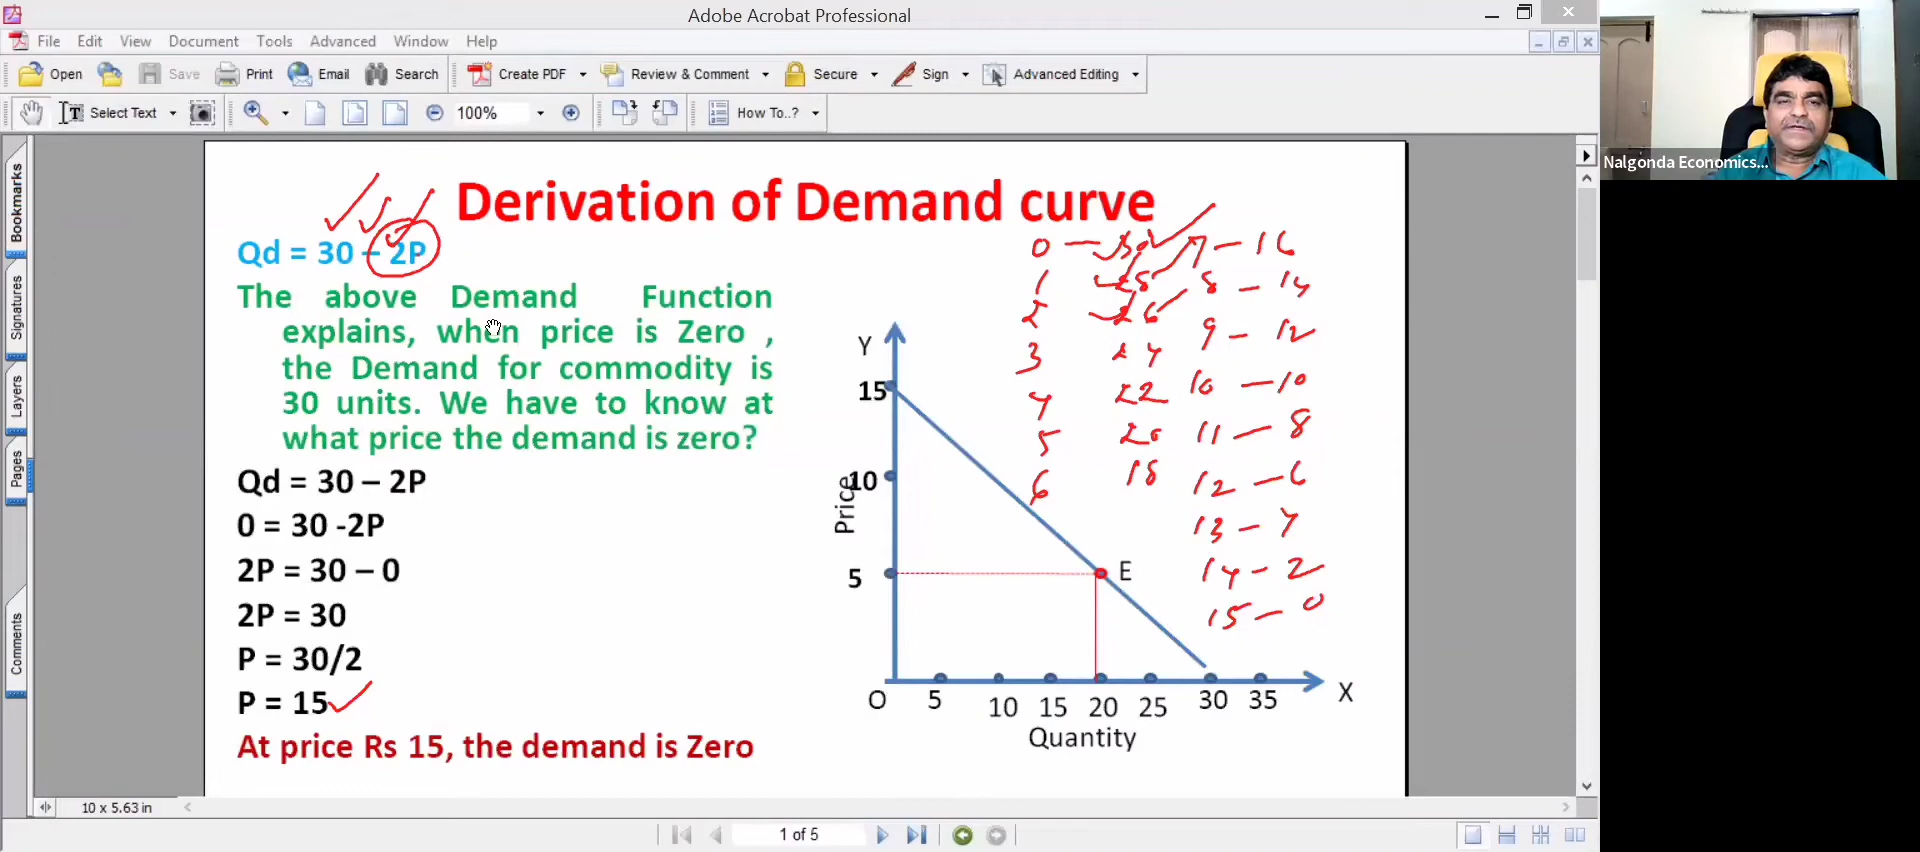 Adobe Acrobat Professional
File Edit View Document Tools Advanced Window Help
Open Save Print Email Search Create PDF Review & Comment Secure Sign Advanced Editing
Select Text 100% How To..?
Nalgonda Economics...
Bookmarks
Signatures
Layers
Pages
Comments
Derivation of Demand curve
Qd = 30 – 2P
The above Demand Function
explains, when price is Zero ,
the Demand for commodity is
30 units. We have to know at
what price the demand is zero?
Qd = 30 – 2P
0 = 30 -2P
2P = 30 – 0
2P = 30
P = 30/2
P = 15
At price Rs 15, the demand is Zero
0 — 30
1 28
2 26
3 24
4 22
5 20
6 18
7 – 16
8 – 14
9 – 12
10 – 10
11 – 8
12 – 6
13 – 4
14 – 2
15 – 0
Y
15
10
5
Price
E
O 5 10 15 20 25 30 35 X
Quantity
10 x 5.63 in
1 of 5